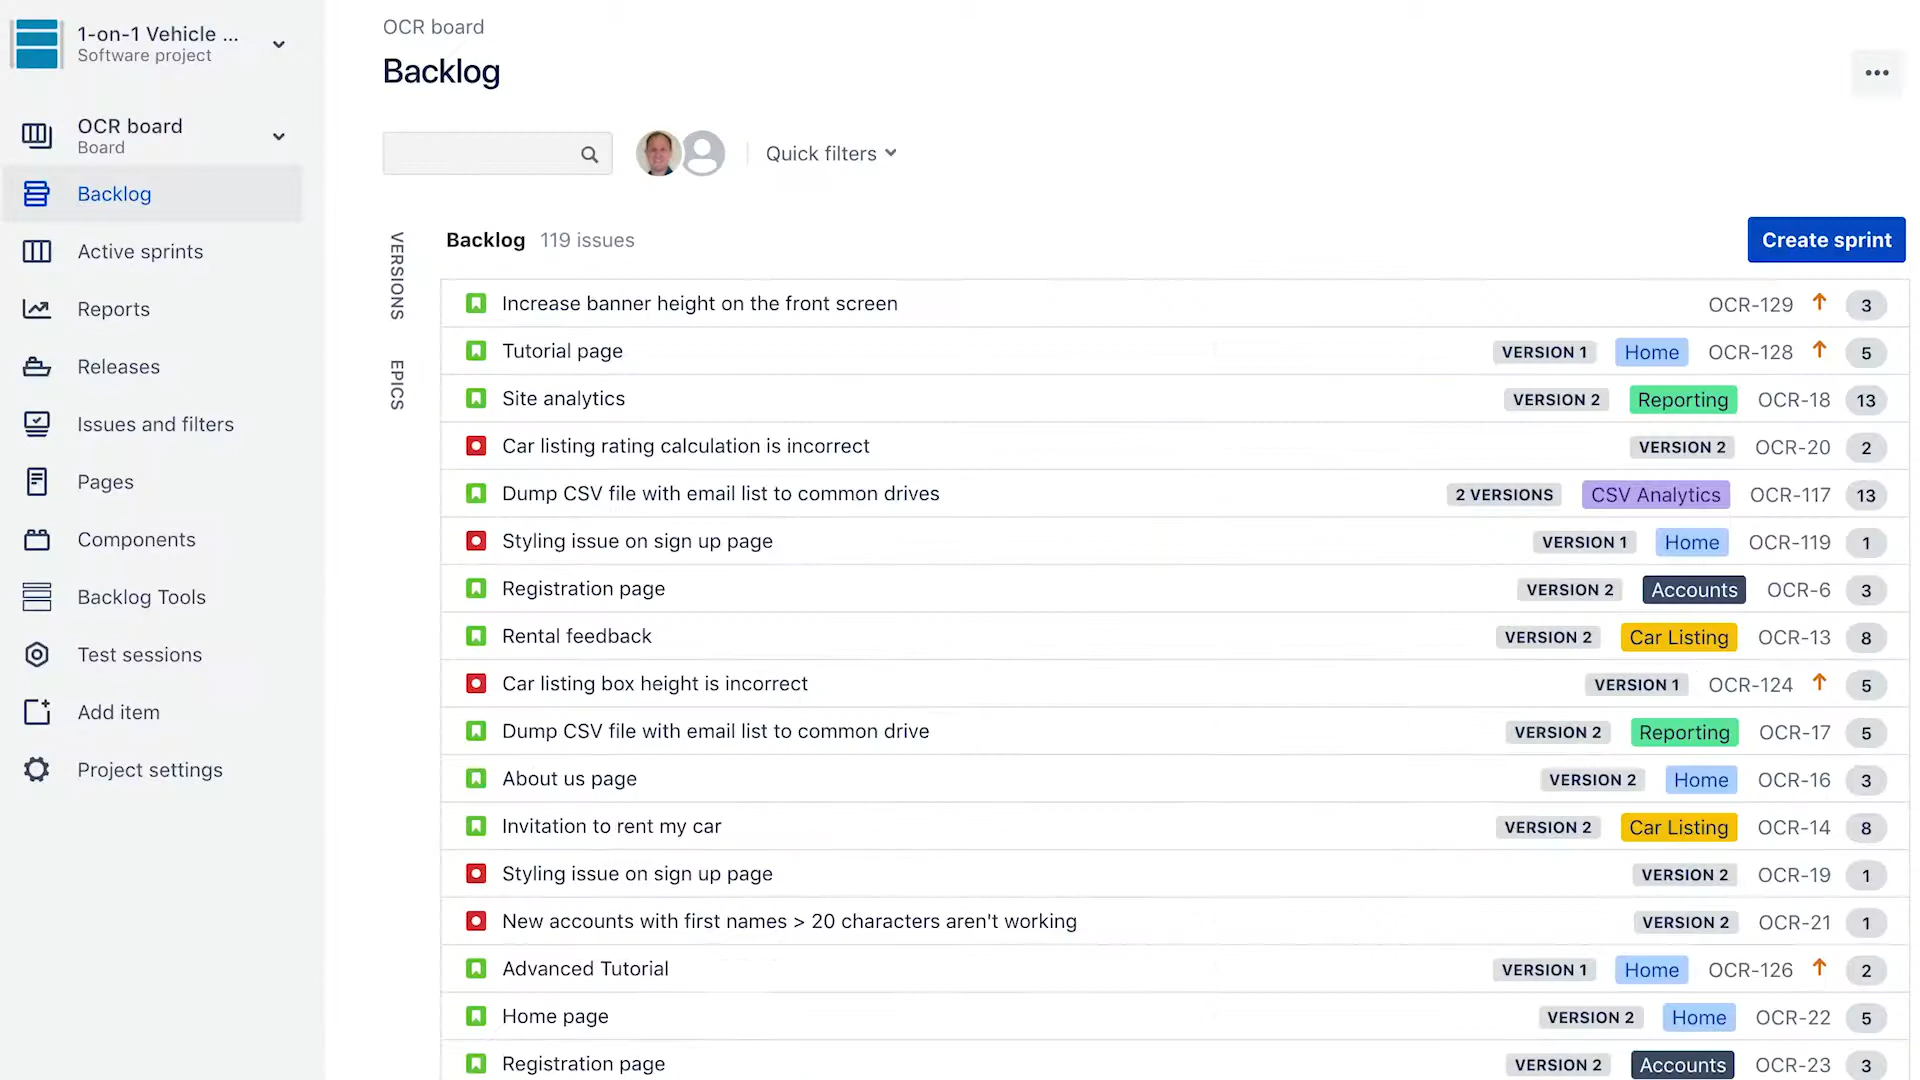 1-on-1 Vehicle ...
Software project
OCR board
Board
Backlog
Active sprints
Reports
Releases
Issues and filters
Pages
Components
Backlog Tools
Test sessions
Add item
Project settings
OCR board
Backlog
Quick filters
VERSIONS
EPICS
Backlog 119 issues
Create sprint
Increase banner height on the front screen OCR-129 3
Tutorial page VERSION 1 Home OCR-128 5
Site analytics VERSION 2 Reporting OCR-18 13
Car listing rating calculation is incorrect VERSION 2 OCR-20 2
Dump CSV file with email list to common drives 2 VERSIONS CSV Analytics OCR-117 13
Styling issue on sign up page VERSION 1 Home OCR-119 1
Registration page VERSION 2 Accounts OCR-6 3
Rental feedback VERSION 2 Car Listing OCR-13 8
Car listing box height is incorrect VERSION 1 OCR-124 5
Dump CSV file with email list to common drive VERSION 2 Reporting OCR-17 5
About us page VERSION 2 Home OCR-16 3
Invitation to rent my car VERSION 2 Car Listing OCR-14 8
Styling issue on sign up page VERSION 2 OCR-19 1
New accounts with first names > 20 characters aren't working VERSION 2 OCR-21 1
Advanced Tutorial VERSION 1 Home OCR-126 2
Home page VERSION 2 Home OCR-22 5
Registration page VERSION 2 Accounts OCR-23 3